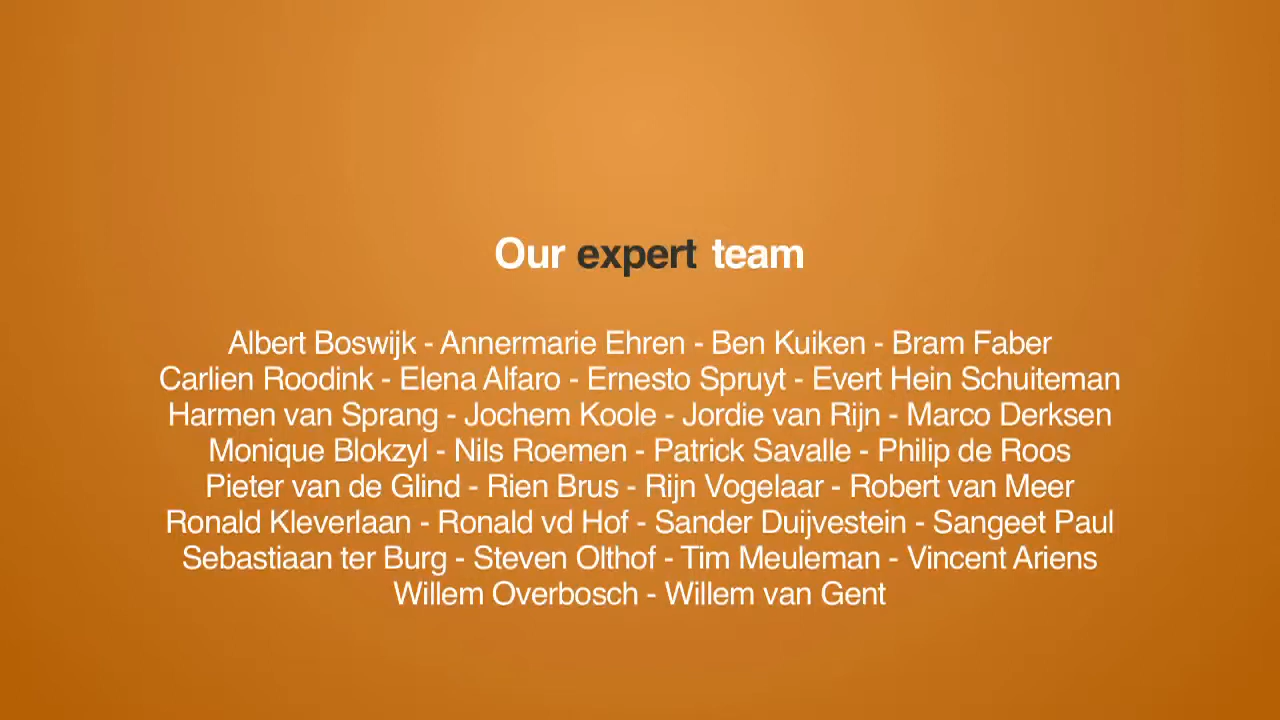 Our expert team
Albert Boswijk - Annermarie Ehren - Ben Kuiken - Bram Faber
Carlien Roodink - Elena Alfaro - Ernesto Spruyt - Evert Hein Schuiteman
Harmen van Sprang - Jochem Koole - Jordie van Rijn - Marco Derksen
Monique Blokzyl - Nils Roemen - Patrick Savalle - Philip de Roos
Pieter van de Glind - Rien Brus - Rijn Vogelaar - Robert van Meer
Ronald Kleverlaan - Ronald vd Hof - Sander Duijvestein - Sangeet Paul
Sebastiaan ter Burg - Steven Olthof - Tim Meuleman - Vincent Ariens
Willem Overbosch - Willem van Gent